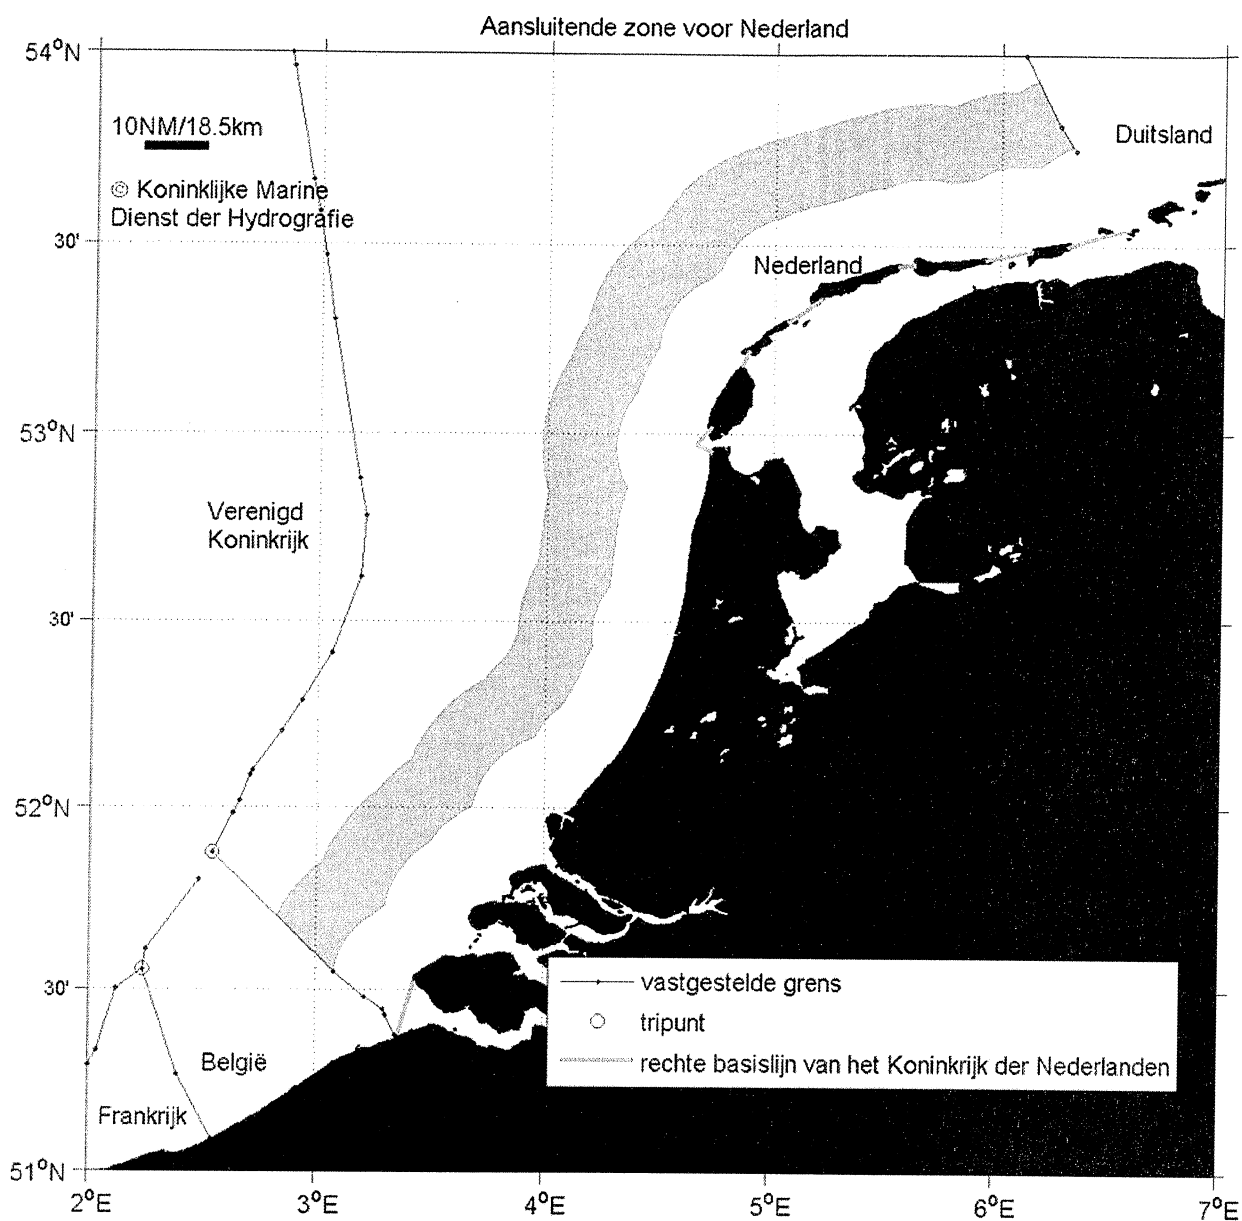 Aansluitende zone voor Nederland
54°N
10NM/18.5km
Duitsland
© Koninklijke Marine
Dienst der Hydrografie
30'
Nederland
53°N
Verenigd
Koninkrijk
30'
52°N
30'
vastgestelde grens
tripunt
rechte basislijn van het Koninkrijk der Nederlanden
België
Frankrijk
51°N
2°E
3°E
4°E
5°E
6°E
7°E